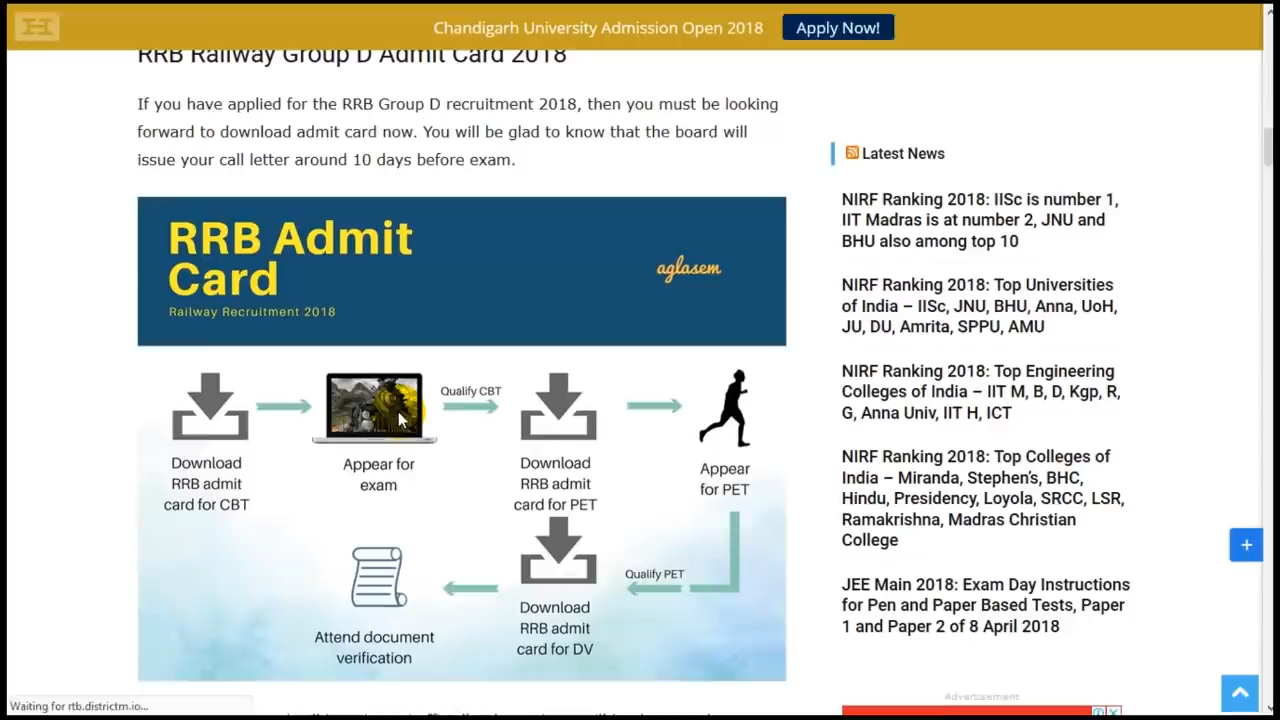 Chandigarh University Admission Open 2018 Apply Now!
RRB Railway Group D Admit Card 2018
If you have applied for the RRB Group D recruitment 2018, then you must be looking
forward to download admit card now. You will be glad to know that the board will
issue your call letter around 10 days before exam.
RRB Admit
Card
Railway Recruitment 2018
aglasem
Download
RRB admit
card for CBT
Appear for
exam
Qualify CBT
Download
RRB admit
card for PET
Appear
for PET
Qualify PET
Download
RRB admit
card for DV
Attend document
verification
Latest News
NIRF Ranking 2018: IISc is number 1,
IIT Madras is at number 2, JNU and
BHU also among top 10
NIRF Ranking 2018: Top Universities
of India – IISc, JNU, BHU, Anna, UoH,
JU, DU, Amrita, SPPU, AMU
NIRF Ranking 2018: Top Engineering
Colleges of India – IIT M, B, D, Kgp, R,
G, Anna Univ, IIT H, ICT
NIRF Ranking 2018: Top Colleges of
India – Miranda, Stephen's, BHC,
Hindu, Presidency, Loyola, SRCC, LSR,
Ramakrishna, Madras Christian
College
JEE Main 2018: Exam Day Instructions
for Pen and Paper Based Tests, Paper
1 and Paper 2 of 8 April 2018
Advertisement
Waiting for rtb.districtm.io...